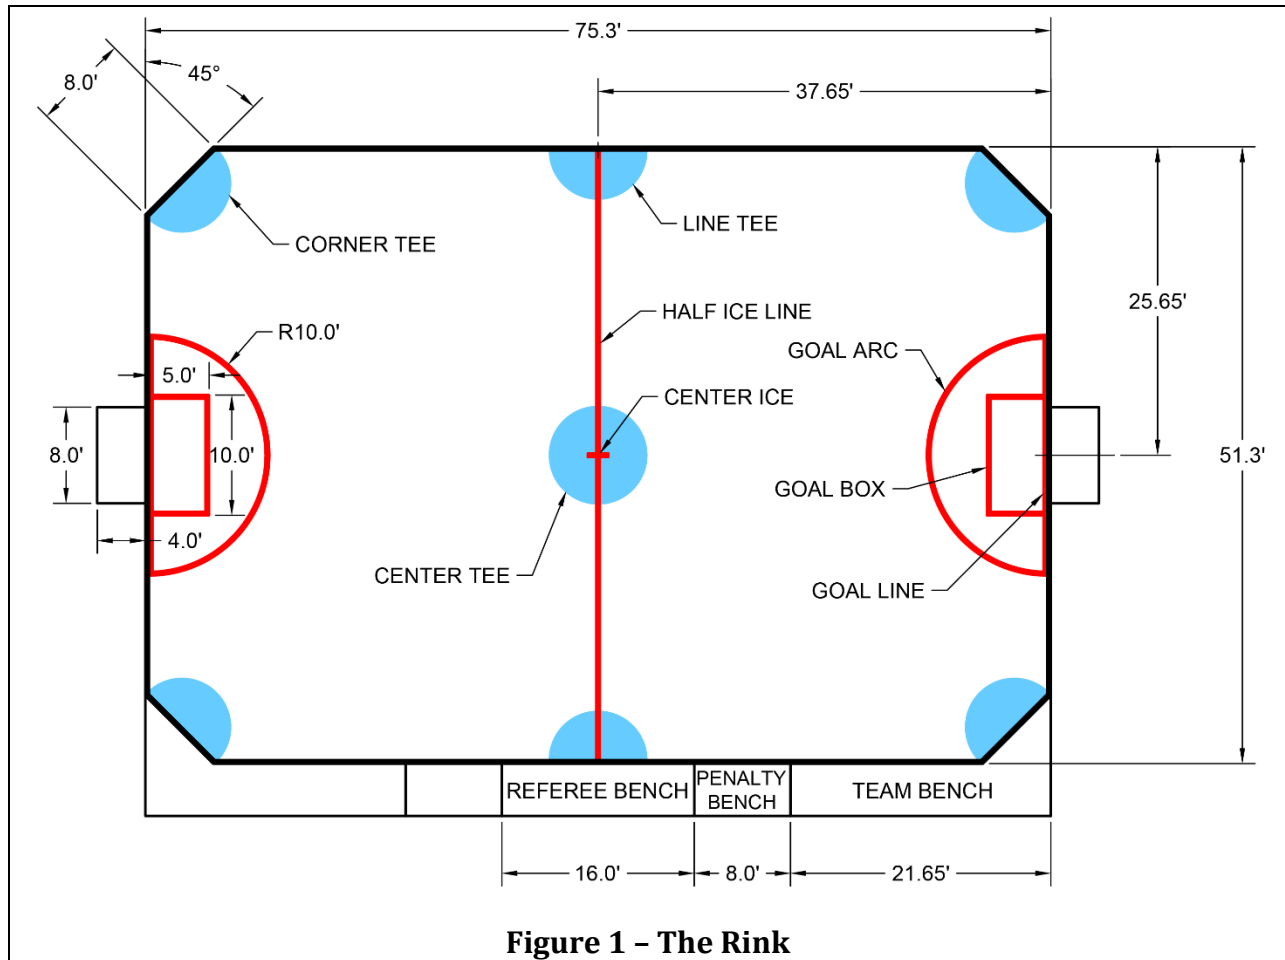 75.3'
8.0'
45°
37.65'
CORNER TEE
LINE TEE
25.65'
R10.0'
HALF ICE LINE
GOAL ARC
5.0'
CENTER ICE
8.0'
10.0'
51.3'
GOAL BOX
4.0'
CENTER TEE
GOAL LINE
REFEREE BENCH
PENALTY
BENCH
TEAM BENCH
16.0'
8.0'
21.65'
Figure 1 – The Rink